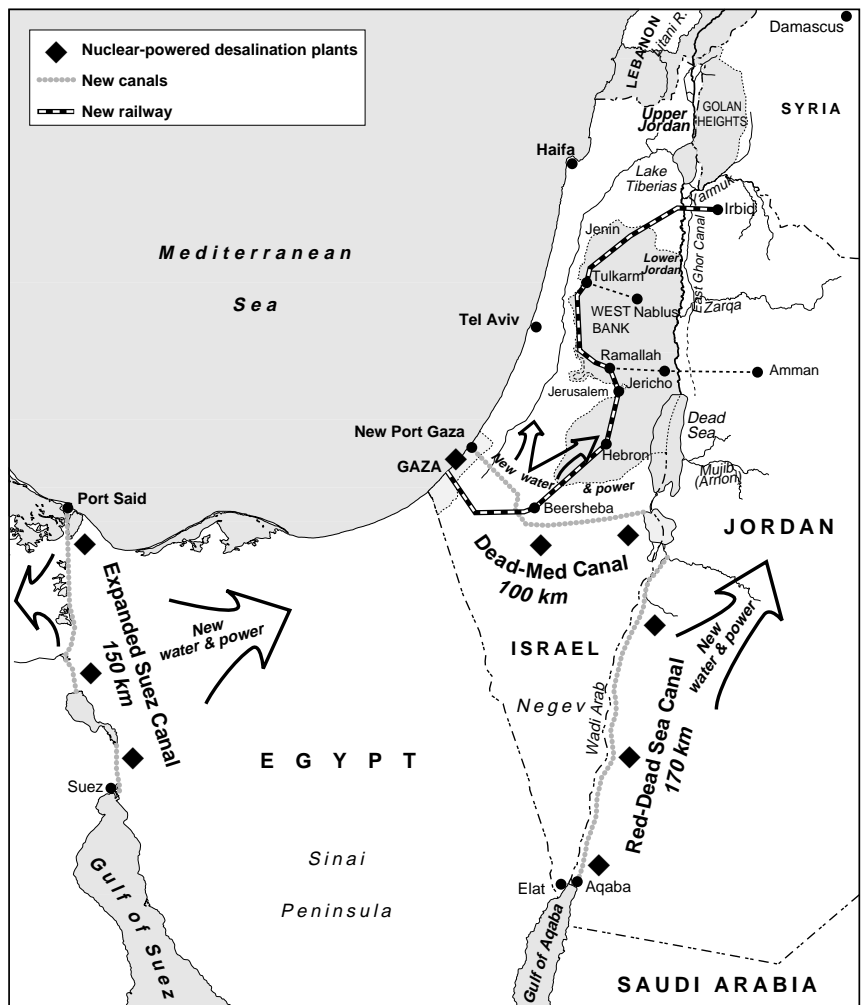 Nuclear-powered desalination plants
New canals
New railway
Damascus
LEBANON
Litani R.
GOLAN
HEIGHTS
SYRIA
Upper
Jordan
Haifa
Lake
Tiberias
Yarmuk
Irbid
Jenin
Mediterranean
Sea
Lower
Jordan
East Ghor Canal
Tulkarm
WEST
BANK
Nablus
Zarqa
Tel Aviv
Ramallah
Jericho
Amman
Jerusalem
Dead
Sea
New Port Gaza
GAZA
Hebron
New water
& power
Mujib
Arnon
Port Said
Beersheba
JORDAN
Dead-Med Canal
100 km
Expanded Suez Canal
150 km
New
water & power
ISRAEL
New
water & power
Negev
Wadi Arab
Red-Dead Sea Canal
170 km
EGYPT
Suez
Sinai
Peninsula
Elat
Aqaba
Gulf of Suez
Gulf of Aqaba
SAUDI ARABIA